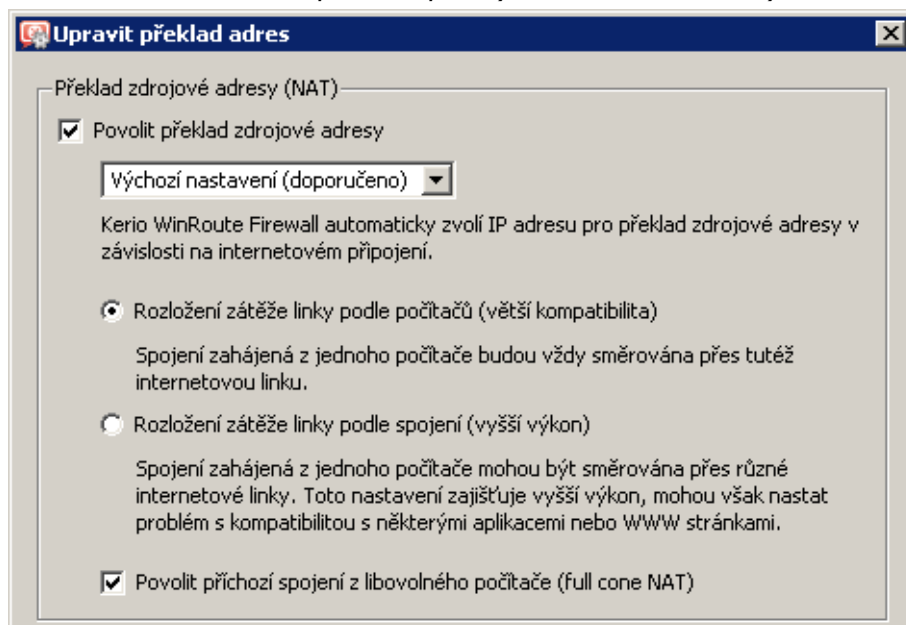 Upravit překlad adres
Překlad zdrojové adresy (NAT)
Povolit překlad zdrojové adresy
Výchozí nastavení (doporučeno)
Kerio WinRoute Firewall automaticky zvolí IP adresu pro překlad zdrojové adresy v
závislosti na internetovém připojení.
Rozložení zátěže linky podle počítačů (větší kompatibilita)
Spojení zahájená z jednoho počítače budou vždy směrována přes tutéž
internetovou linku.
Rozložení zátěže linky podle spojení (vyšší výkon)
Spojení zahájená z jednoho počítače mohou být směrována přes různé
internetové linky. Toto nastavení zajišťuje vyšší výkon, mohou však nastat
problém s kompatibilitou s některými aplikacemi nebo WWW stránkami.
Povolit příchozí spojení z libovolného počítače (full cone NAT)